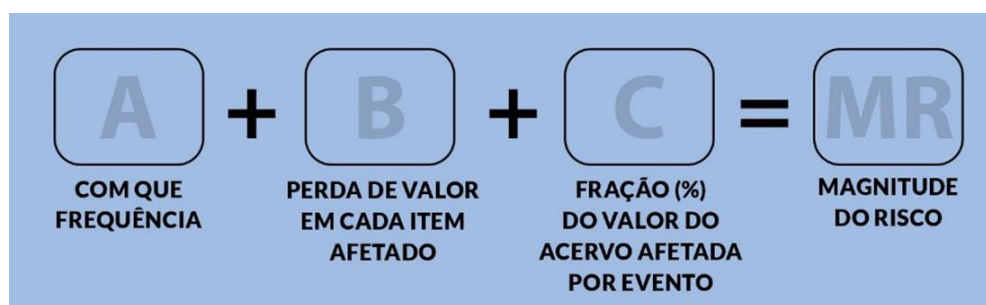 A + B + C = MR
COM QUE
FREQUÊNCIA
PERDA DE VALOR
EM CADA ITEM
AFETADO
FRAÇÃO (%)
DO VALOR DO
ACERVO AFETADA
POR EVENTO
MAGNITUDE
DO RISCO